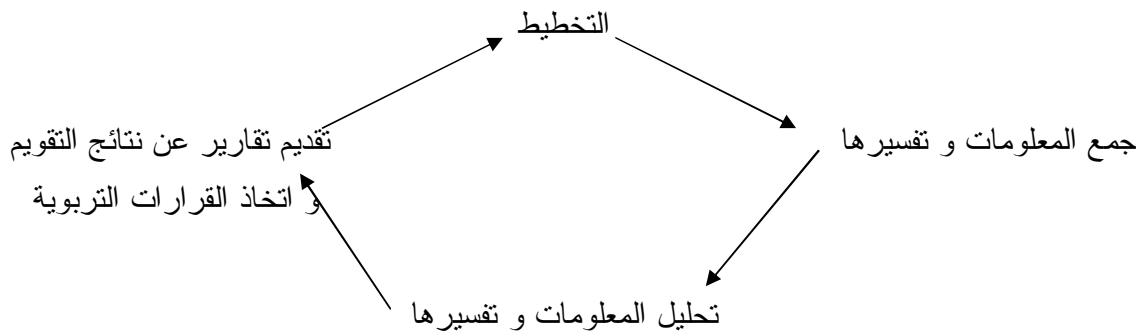 التخطيط
جمع المعلومات و تفسيرها
تقديم تقارير عن نتائج التقويم
و اتخاذ القرارات التربوية
تحليل المعلومات و تفسيرها